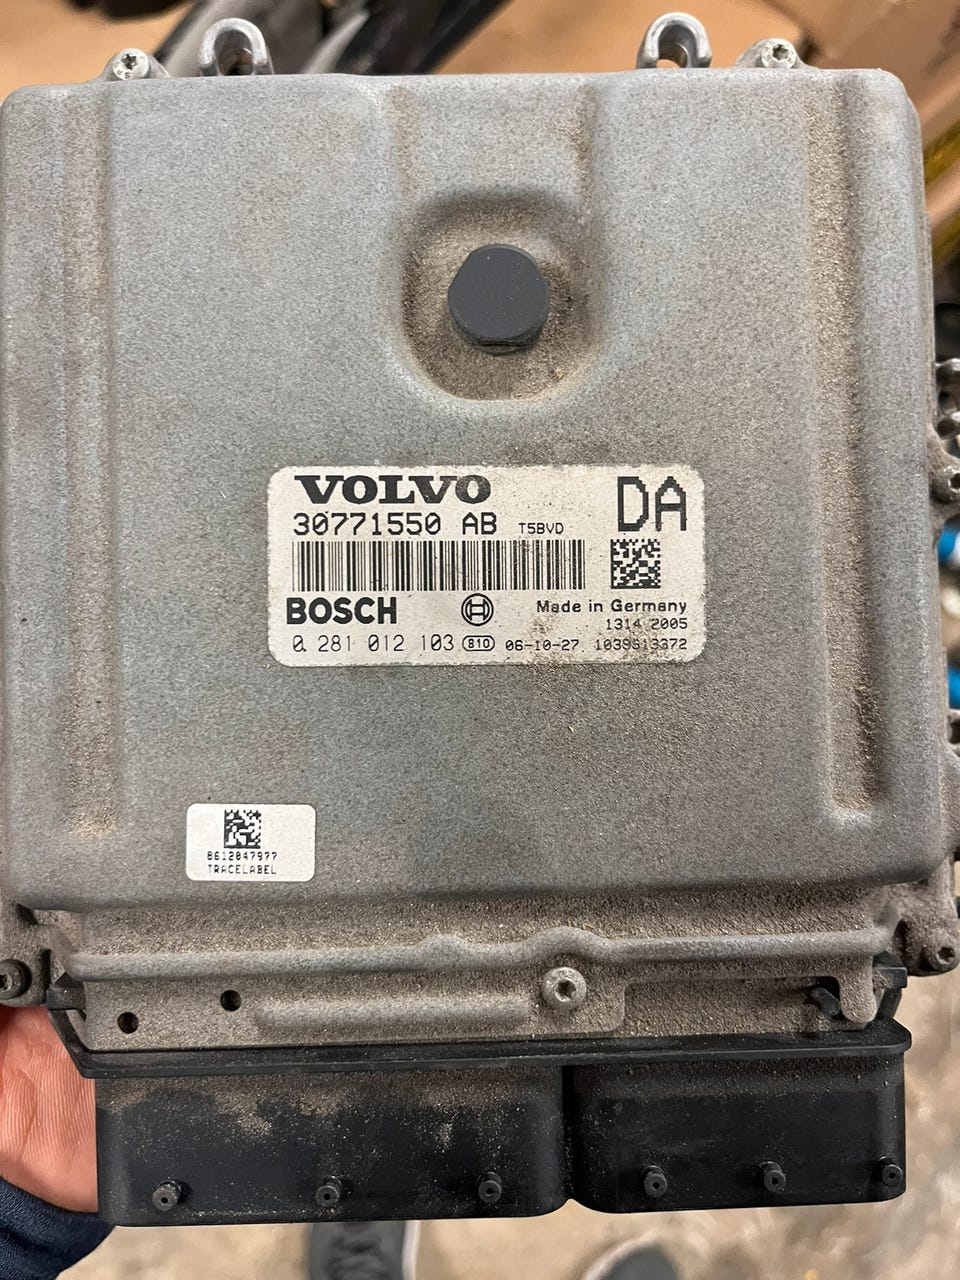 VOLVO
DA
30771550 AB T5BVD
BOSCH
Made in Germany
1314 2005
0 281 012 103 810 06-10-27 1039S13372
8612047977
TRACELABEL